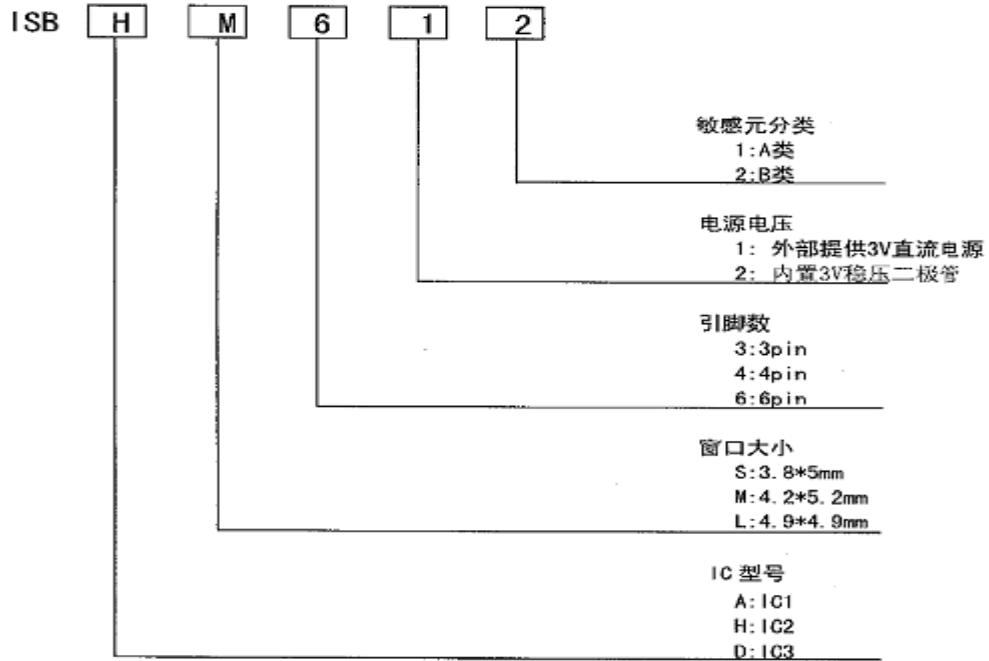 ISB H M 6 1 2
敏感元分类
1:A类
2:B类
电源电压
1: 外部提供3V直流电源
2: 内置3V稳压二极管
引脚数
3:3pin
4:4pin
6:6pin
窗口大小
S:3.8*5mm
M:4.2*5.2mm
L:4.9*4.9mm
IC 型号
A:IC1
H:IC2
D:IC3